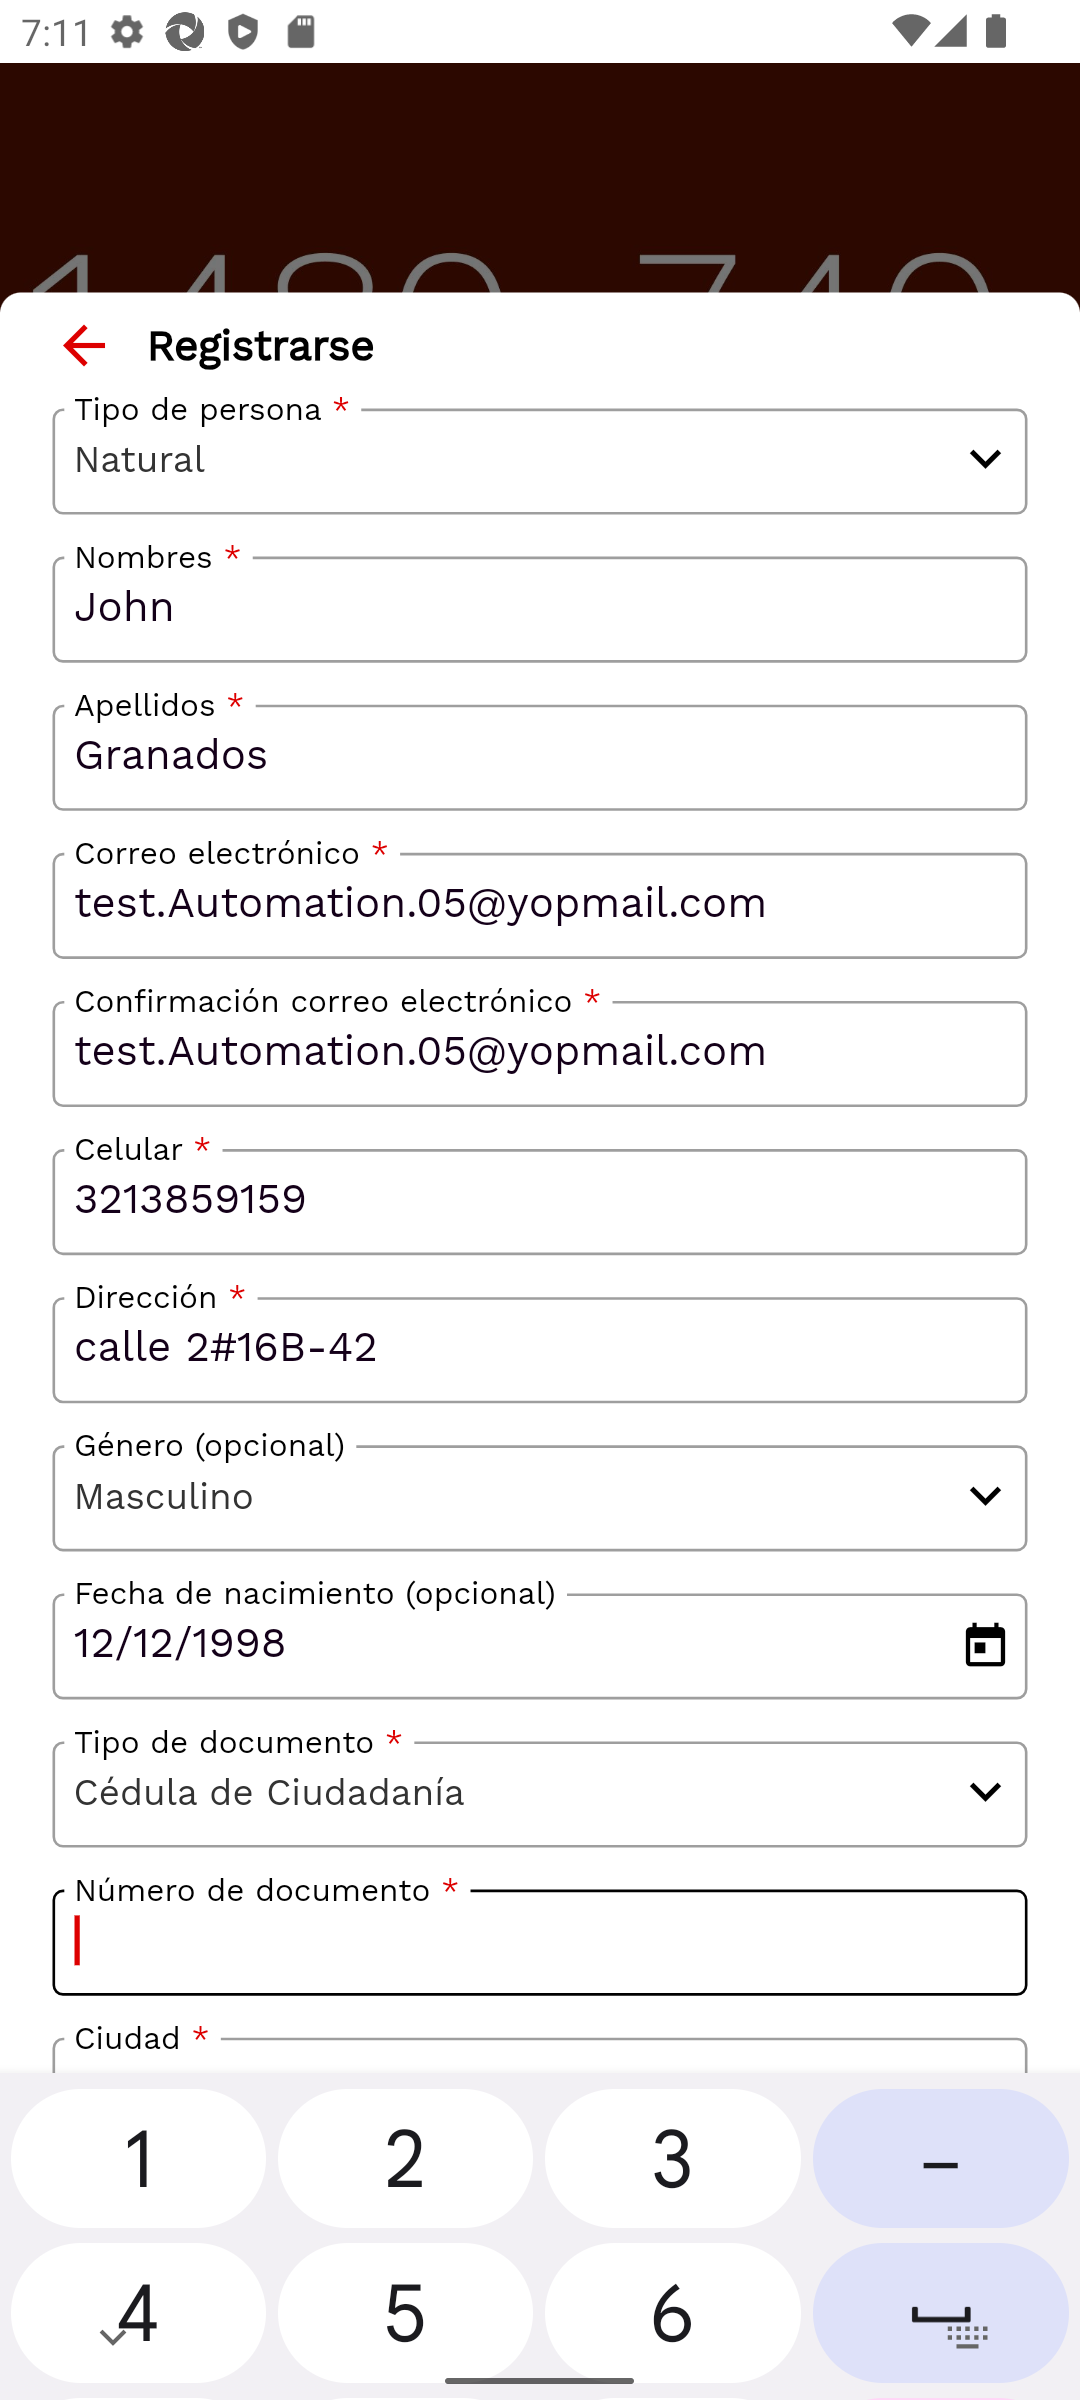 7:11
Registrarse
Tipo de persona *
Natural
Nombres *
John
Apellidos *
Granados
Correo electrónico *
test.Automation.05@yopmail.com
Confirmación correo electrónico *
test.Automation.05@yopmail.com
Celular *
3213859159
Dirección *
calle 2#16B-42
Género (opcional)
Masculino
Fecha de nacimiento (opcional)
12/12/1998
Tipo de documento *
Cédula de Ciudadanía
Número de documento *
Ciudad *
1 2 3 –
4 5 6